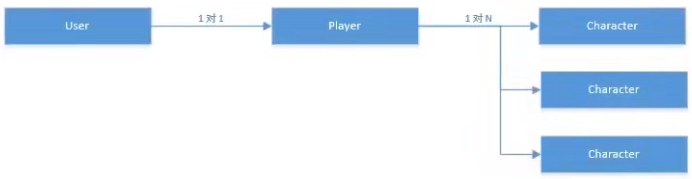 User
1 对 1
Player
1 对 N
Character
Character
Character